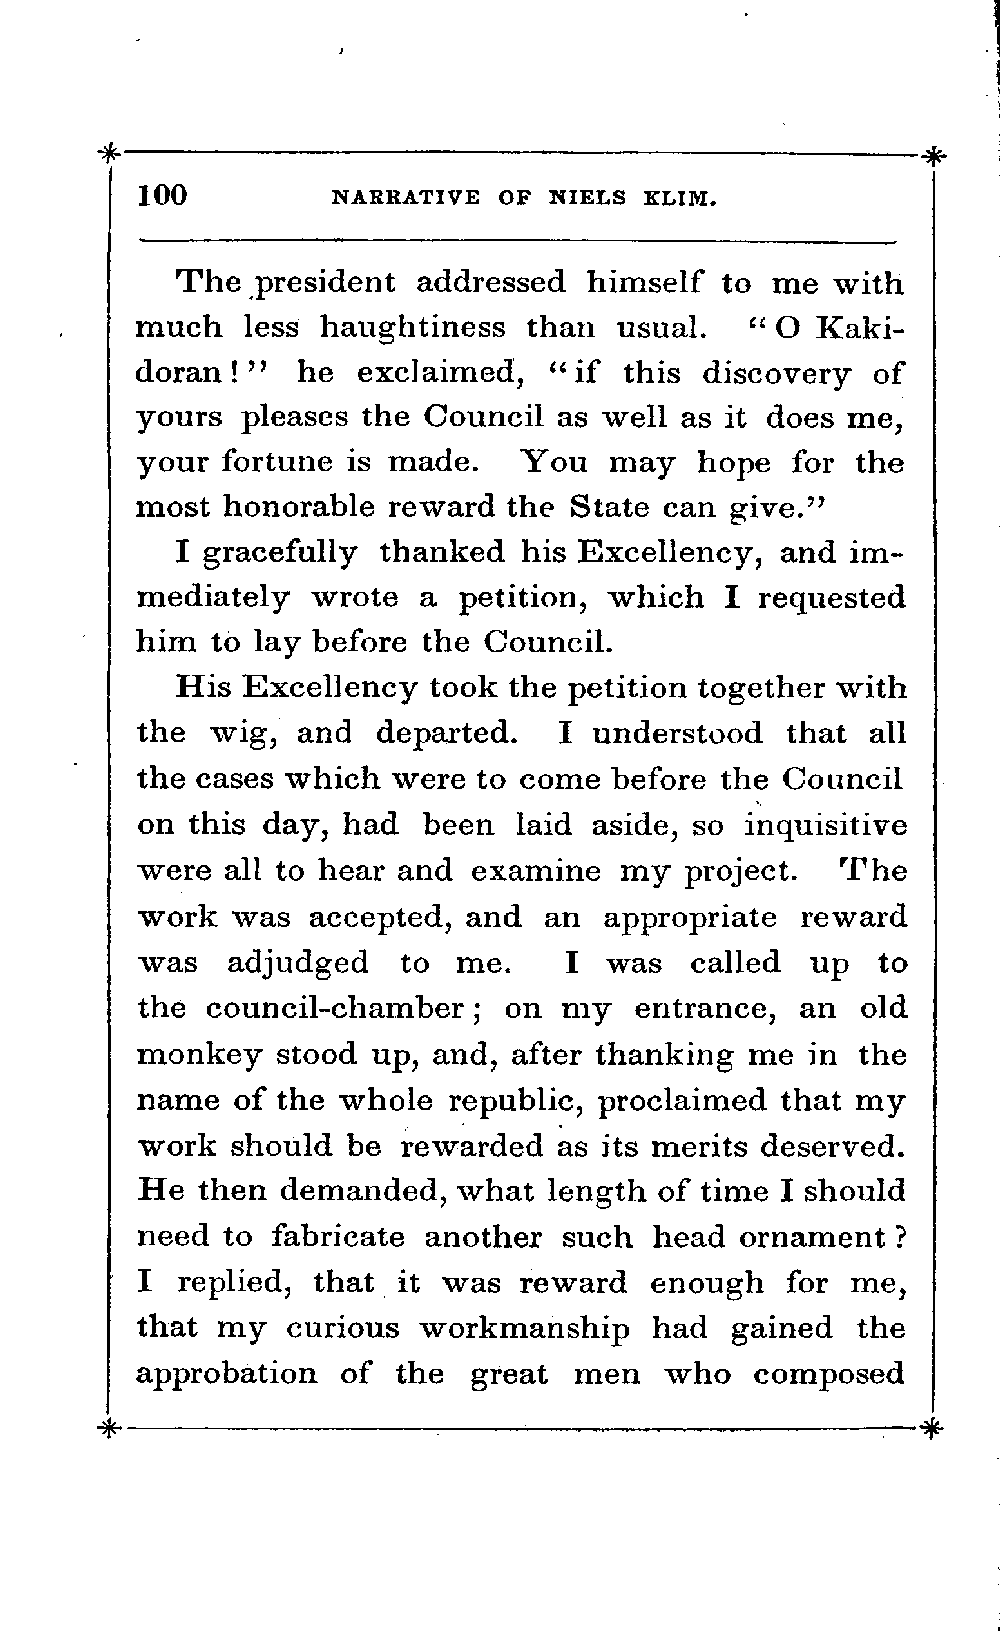 100 NARRATIVE OF NIELS KLIM.
The president addressed himself to me with
much less haughtiness than usual. "O Kaki-
doran!" he exclaimed, "if this discovery of
yours pleases the Council as well as it does me,
your fortune is made. You may hope for the
most honorable reward the State can give."
I gracefully thanked his Excellency, and im-
mediately wrote a petition, which I requested
him to lay before the Council.
His Excellency took the petition together with
the wig, and departed. I understood that all
the cases which were to come before the Council
on this day, had been laid aside, so inquisitive
were all to hear and examine my project. The
work was accepted, and an appropriate reward
was adjudged to me. I was called up to
the council-chamber; on my entrance, an old
monkey stood up, and, after thanking me in the
name of the whole republic, proclaimed that my
work should be rewarded as its merits deserved.
He then demanded, what length of time I should
need to fabricate another such head ornament?
I replied, that it was reward enough for me,
that my curious workmanship had gained the
approbation of the great men who composed